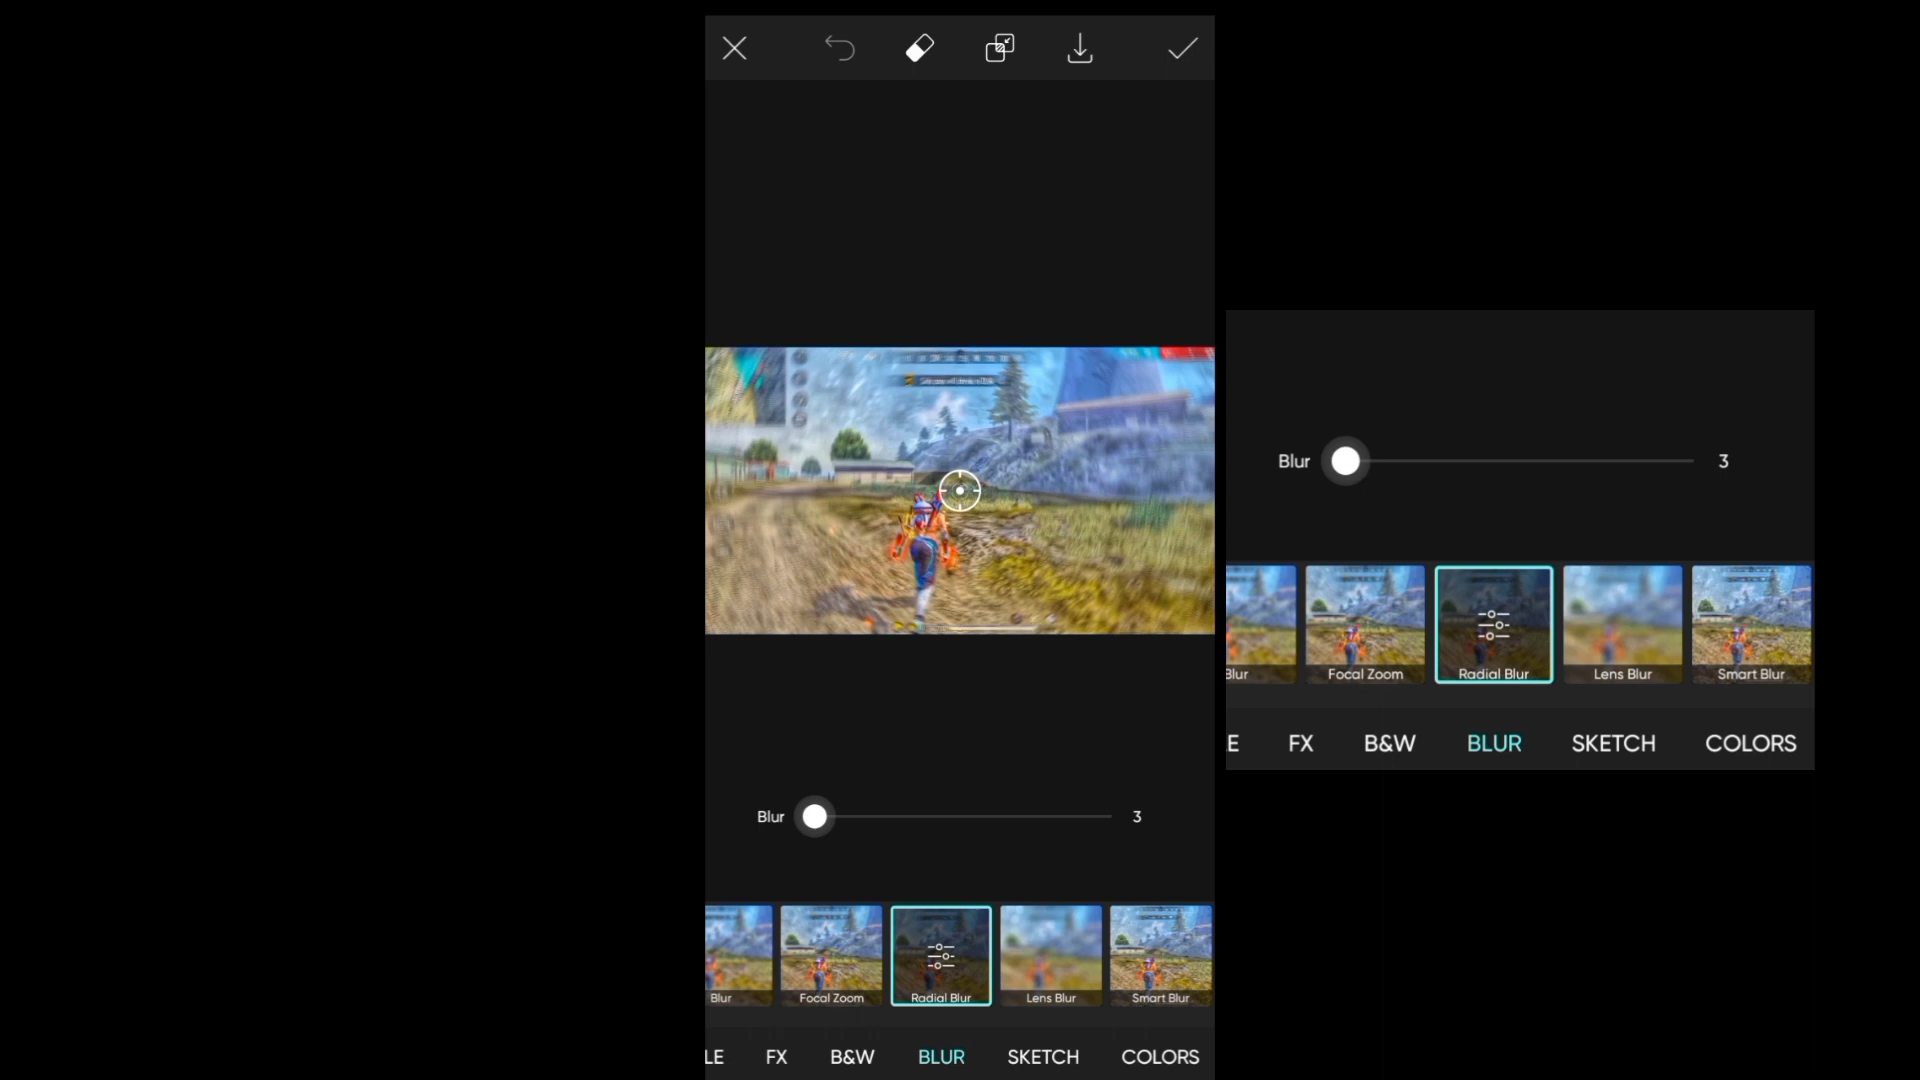 Blur 3
Blur Focal Zoom Radial Blur Lens Blur Smart Blur
LE FX B&W BLUR SKETCH COLORS
Blur 3
Blur Focal Zoom Radial Blur Lens Blur Smart Blur
E FX B&W BLUR SKETCH COLORS